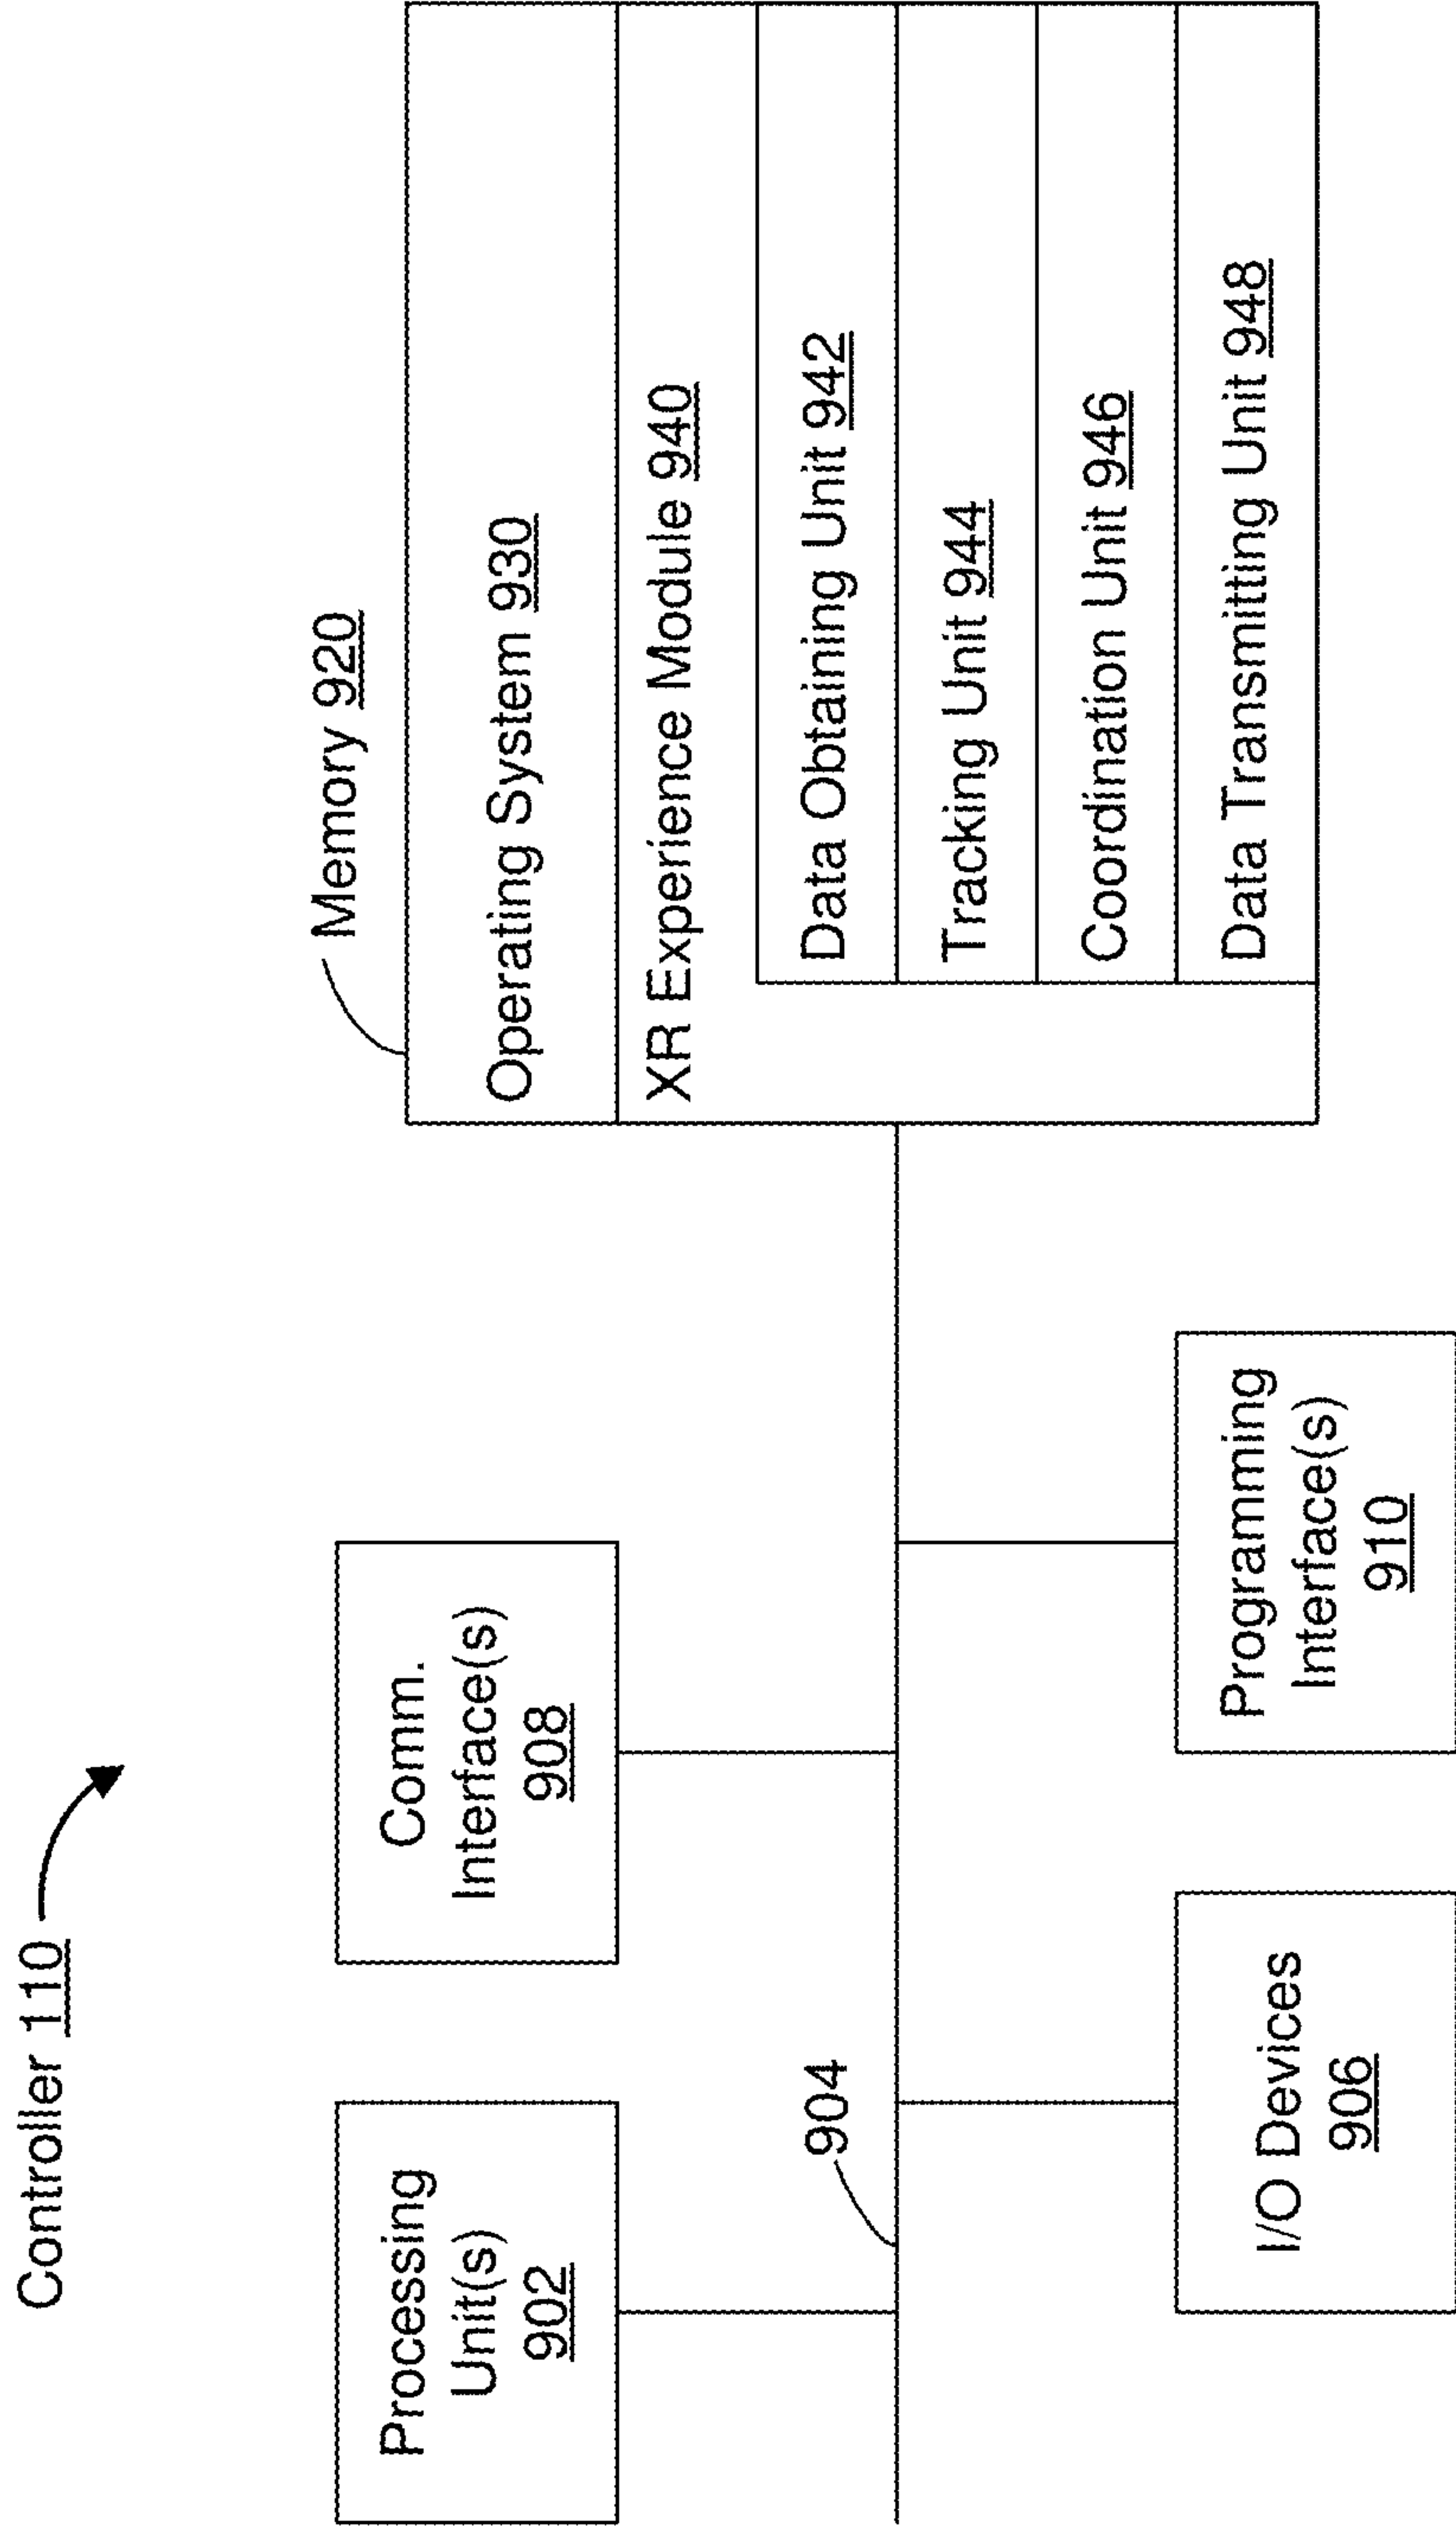 Controller 110
Processing
Unit(s)
902
Comm.
Interface(s)
908
Memory 920
Operating System 930
XR Experience Module 940
Data Obtaining Unit 942
Tracking Unit 944
Coordination Unit 946
Data Transmitting Unit 948
904
I/O Devices
906
Programming
Interface(s)
910